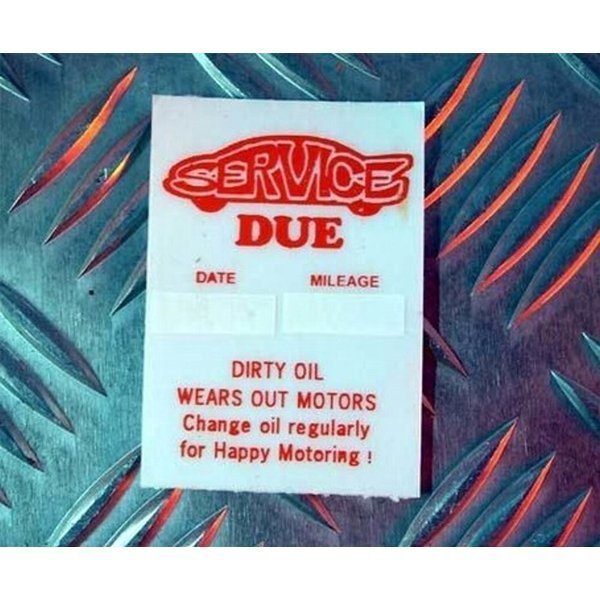 SERVICE
DUE
DATE MILEAGE
DIRTY OIL
WEARS OUT MOTORS
Change oil regularly
for Happy Motoring !